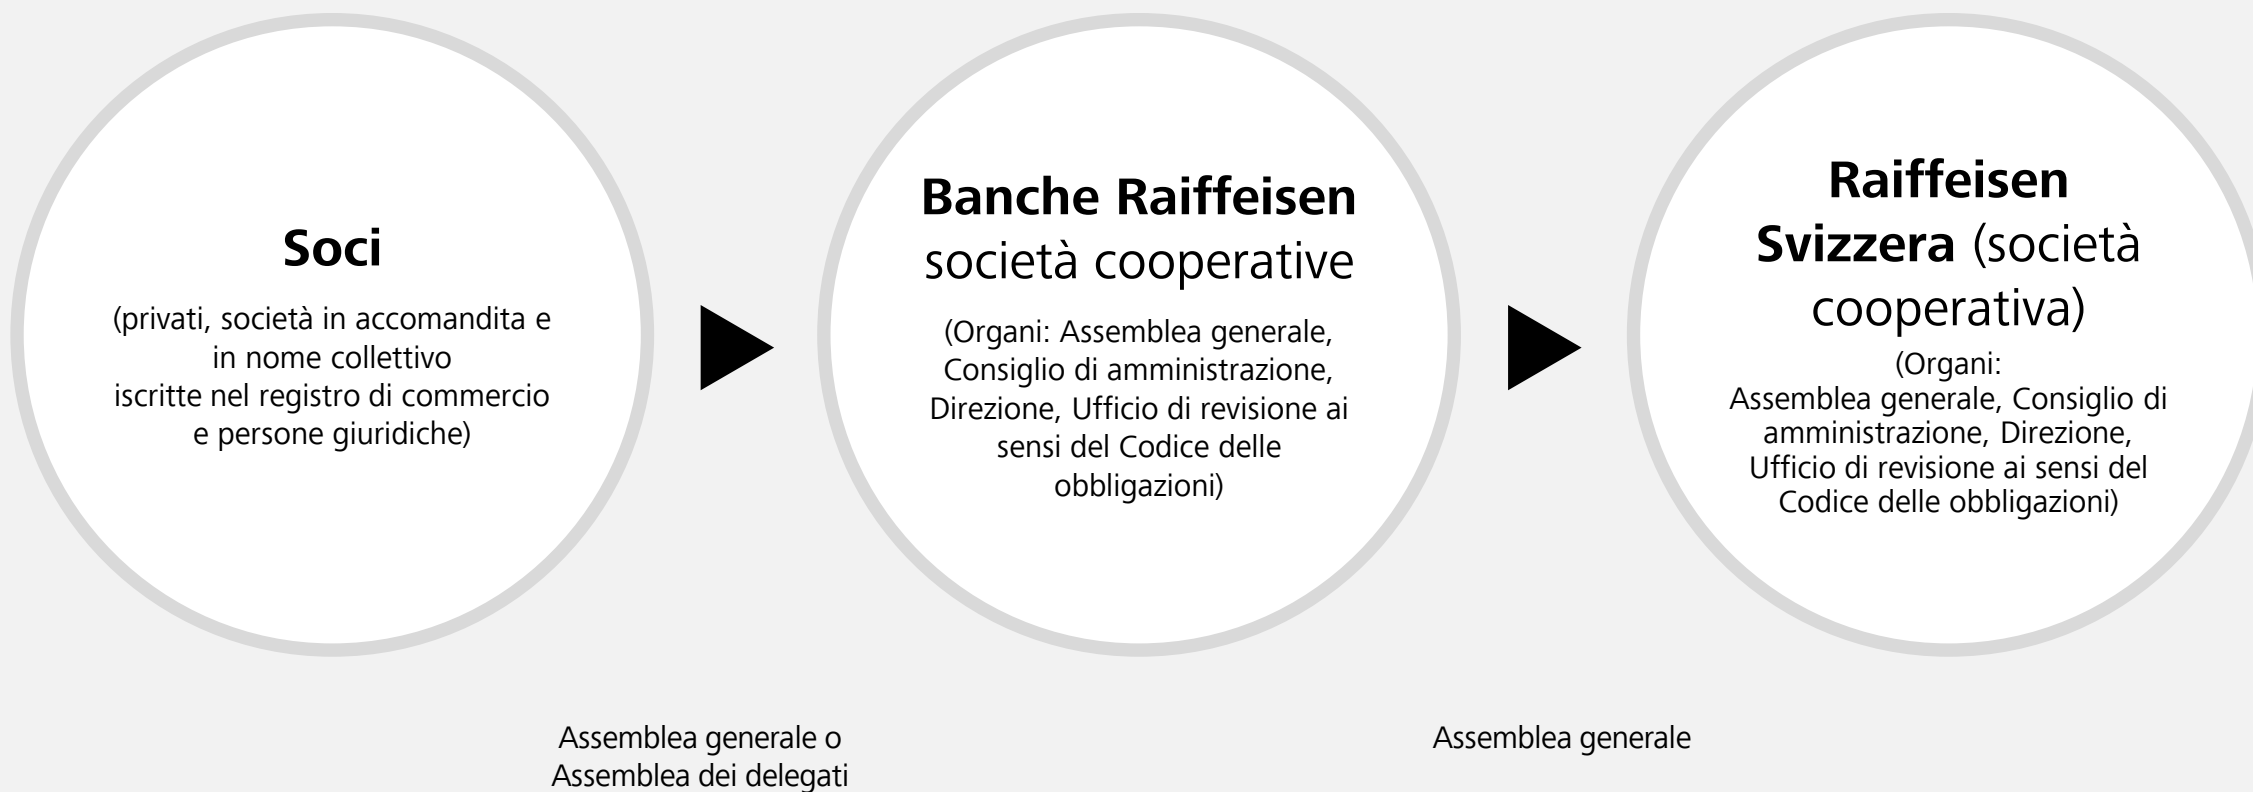 Soci
(privati, società in accomandita e
in nome collettivo
iscritte nel registro di commercio
e persone giuridiche)
Banche Raiffeisen
società cooperative
(Organi: Assemblea generale,
Consiglio di amministrazione,
Direzione, Ufficio di revisione ai
sensi del Codice delle
obbligazioni)
Raiffeisen
Svizzera (società
cooperativa)
(Organi:
Assemblea generale, Consiglio di
amministrazione, Direzione,
Ufficio di revisione ai sensi del
Codice delle obbligazioni)
Assemblea generale o
Assemblea dei delegati
Assemblea generale